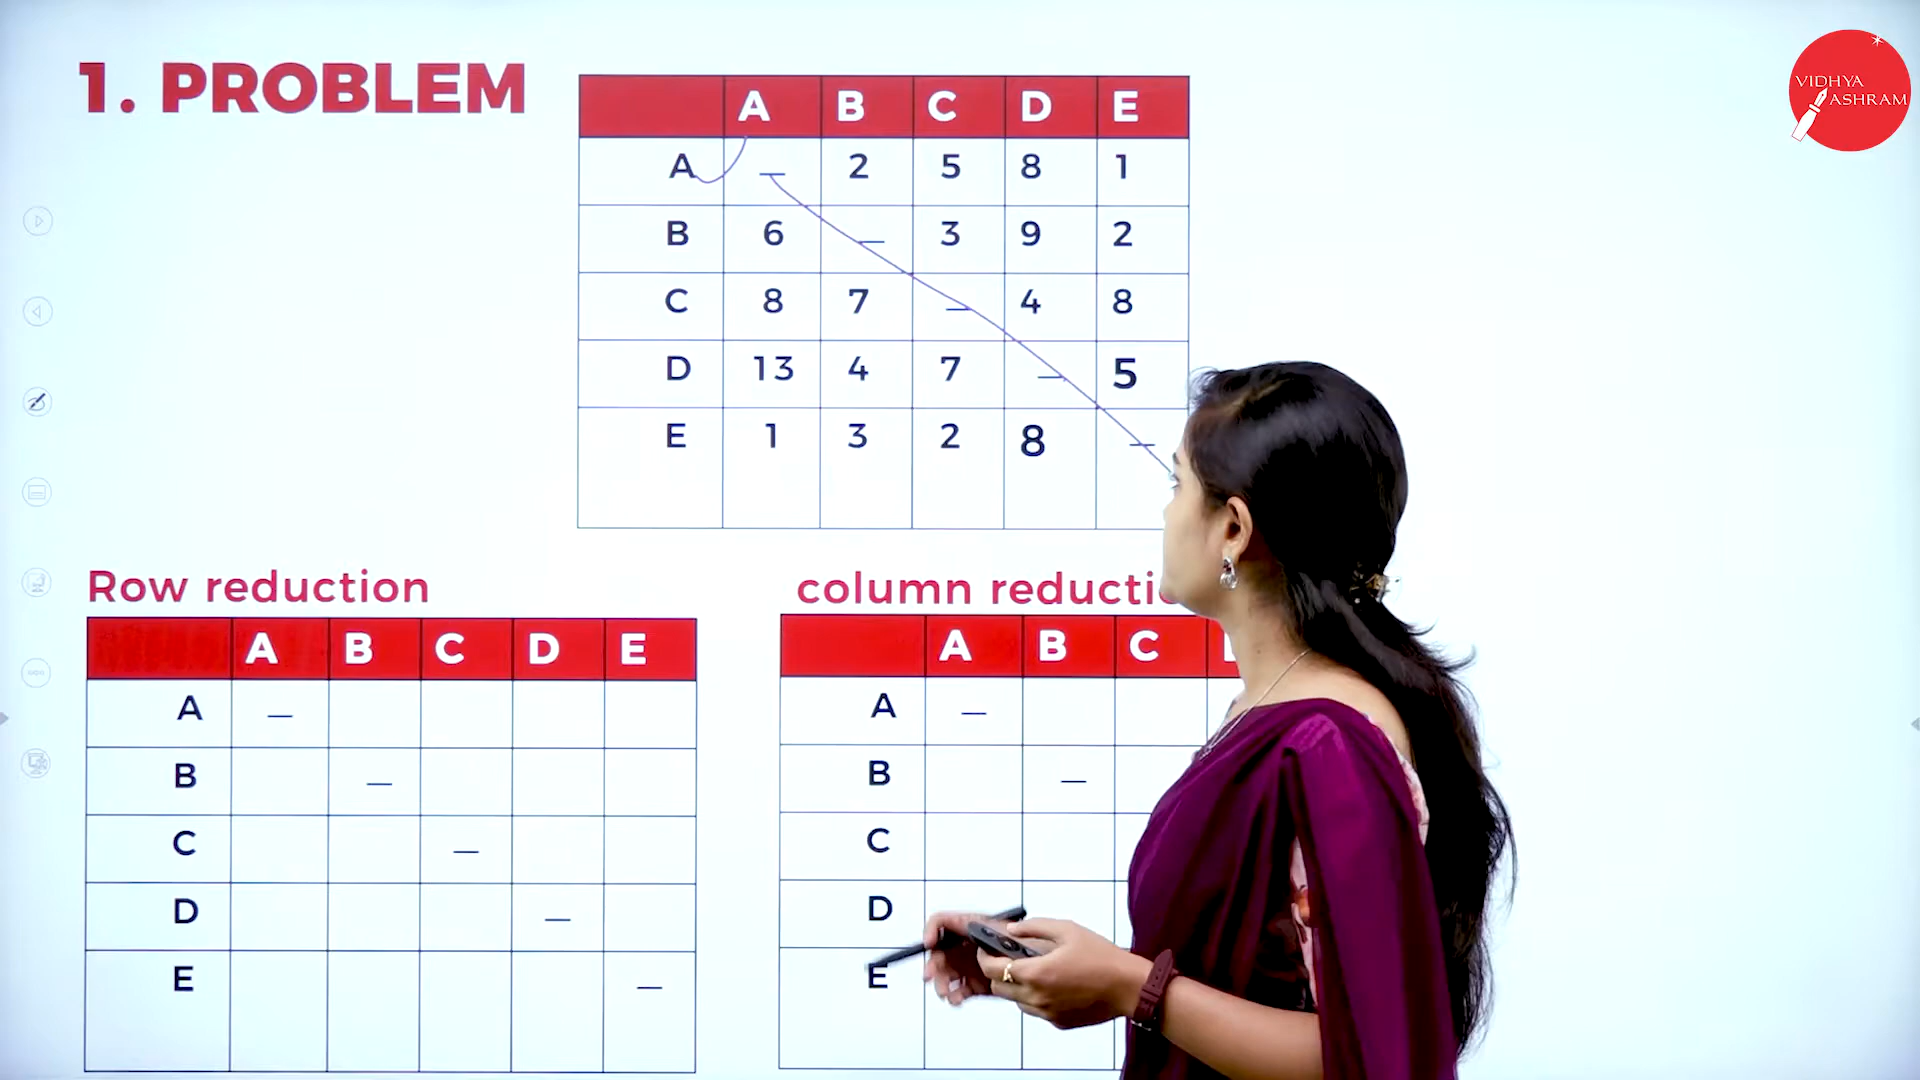 1. PROBLEM
VIDHYA
ASHRAM
A B C D E
A — 2 5 8 1
B 6 — 3 9 2
C 8 7 — 4 8
D 13 4 7 — 5
E 1 3 2 8 —
Row reduction
A B C D E
A —
B —
C —
D —
E —
column reducti
A B C
A —
B —
C
D
E